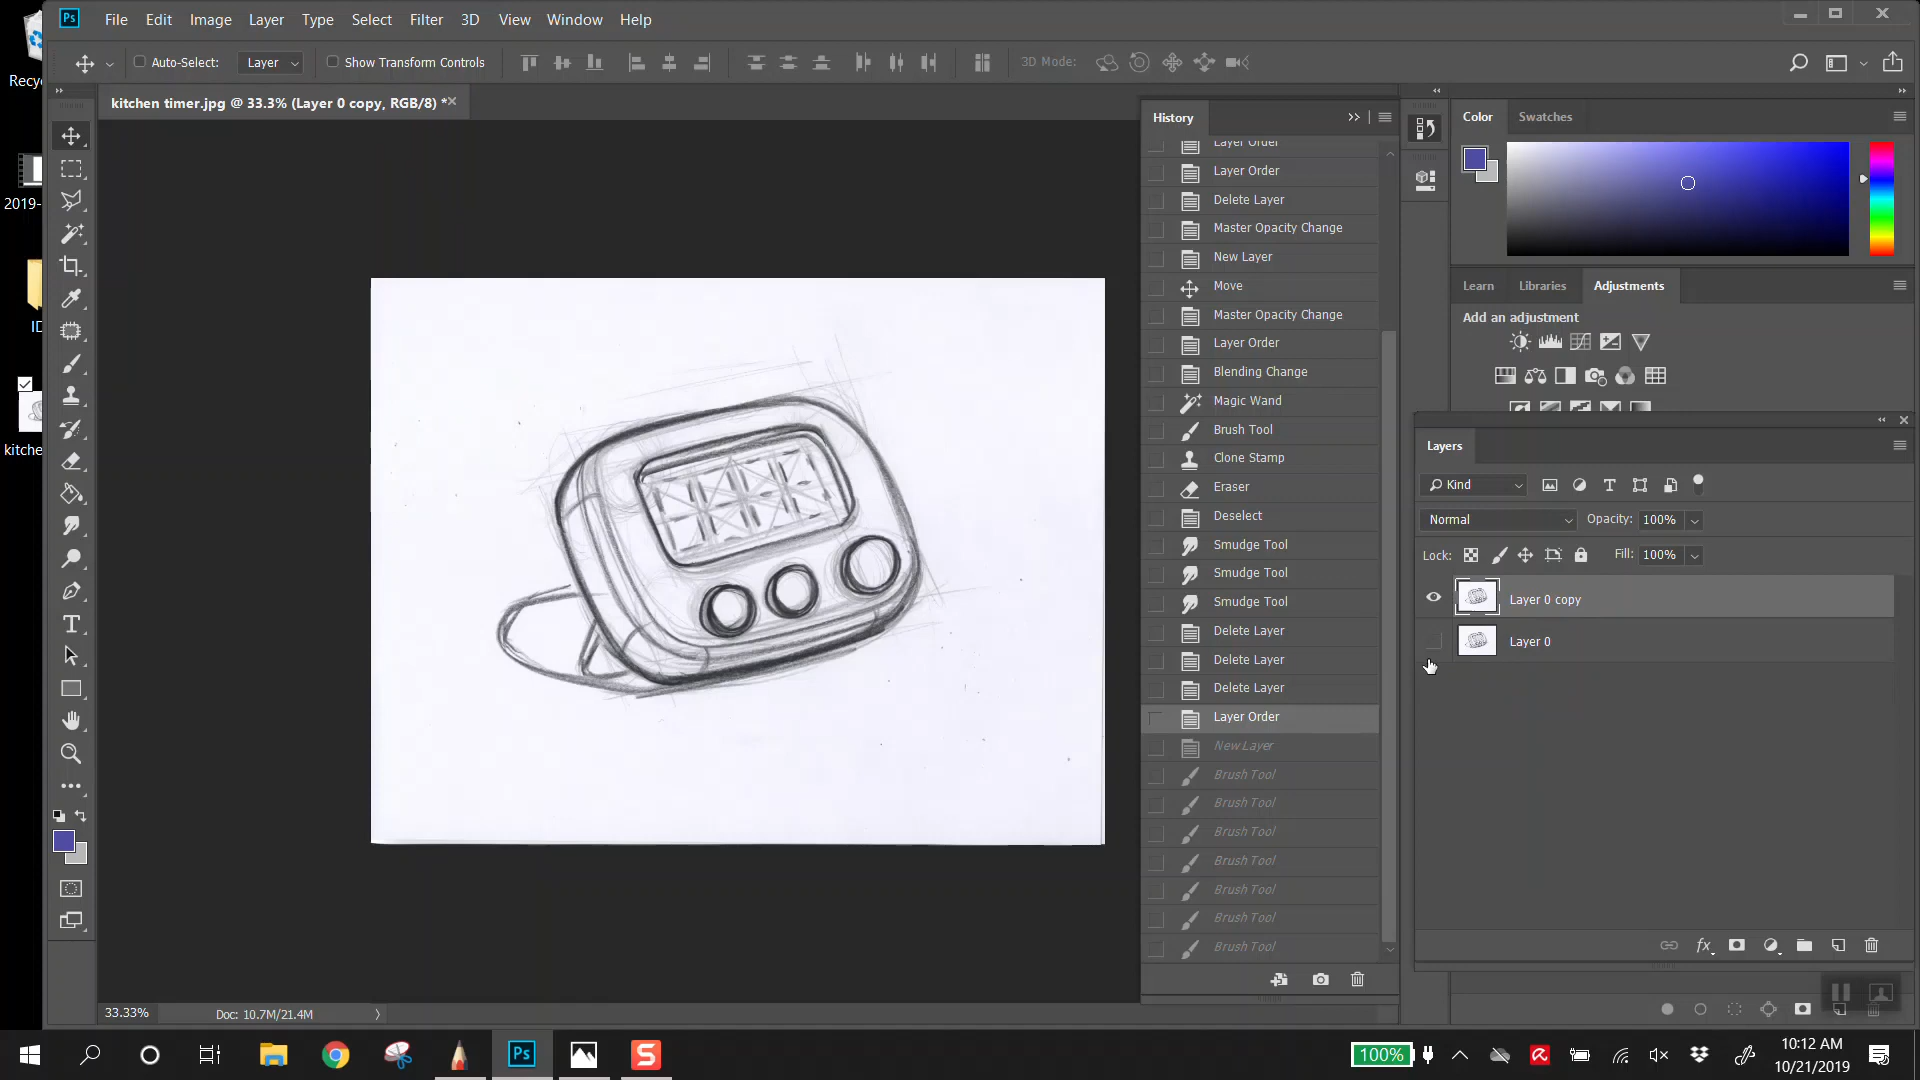 Ps File Edit Image Layer Type Select Filter 3D View Window Help
Auto-Select: Layer Show Transform Controls 3D Mode:
kitchen timer.jpg @ 33.3% (Layer 0 copy, RGB/8) *
Recyc
2019-
ID
kitche
History
Layer Order
Layer Order
Delete Layer
Master Opacity Change
New Layer
Move
Master Opacity Change
Layer Order
Blending Change
Magic Wand
Brush Tool
Clone Stamp
Eraser
Deselect
Smudge Tool
Smudge Tool
Smudge Tool
Delete Layer
Delete Layer
Delete Layer
Layer Order
New Layer
Brush Tool
Brush Tool
Brush Tool
Brush Tool
Brush Tool
Brush Tool
Brush Tool
Color Swatches
Learn Libraries Adjustments
Add an adjustment
Layers
Kind
Normal Opacity: 100%
Lock: Fill: 100%
Layer 0 copy
Layer 0
fx
33.33% Doc: 10.7M/21.4M
Ps S 100% 10:12 AM
10/21/2019